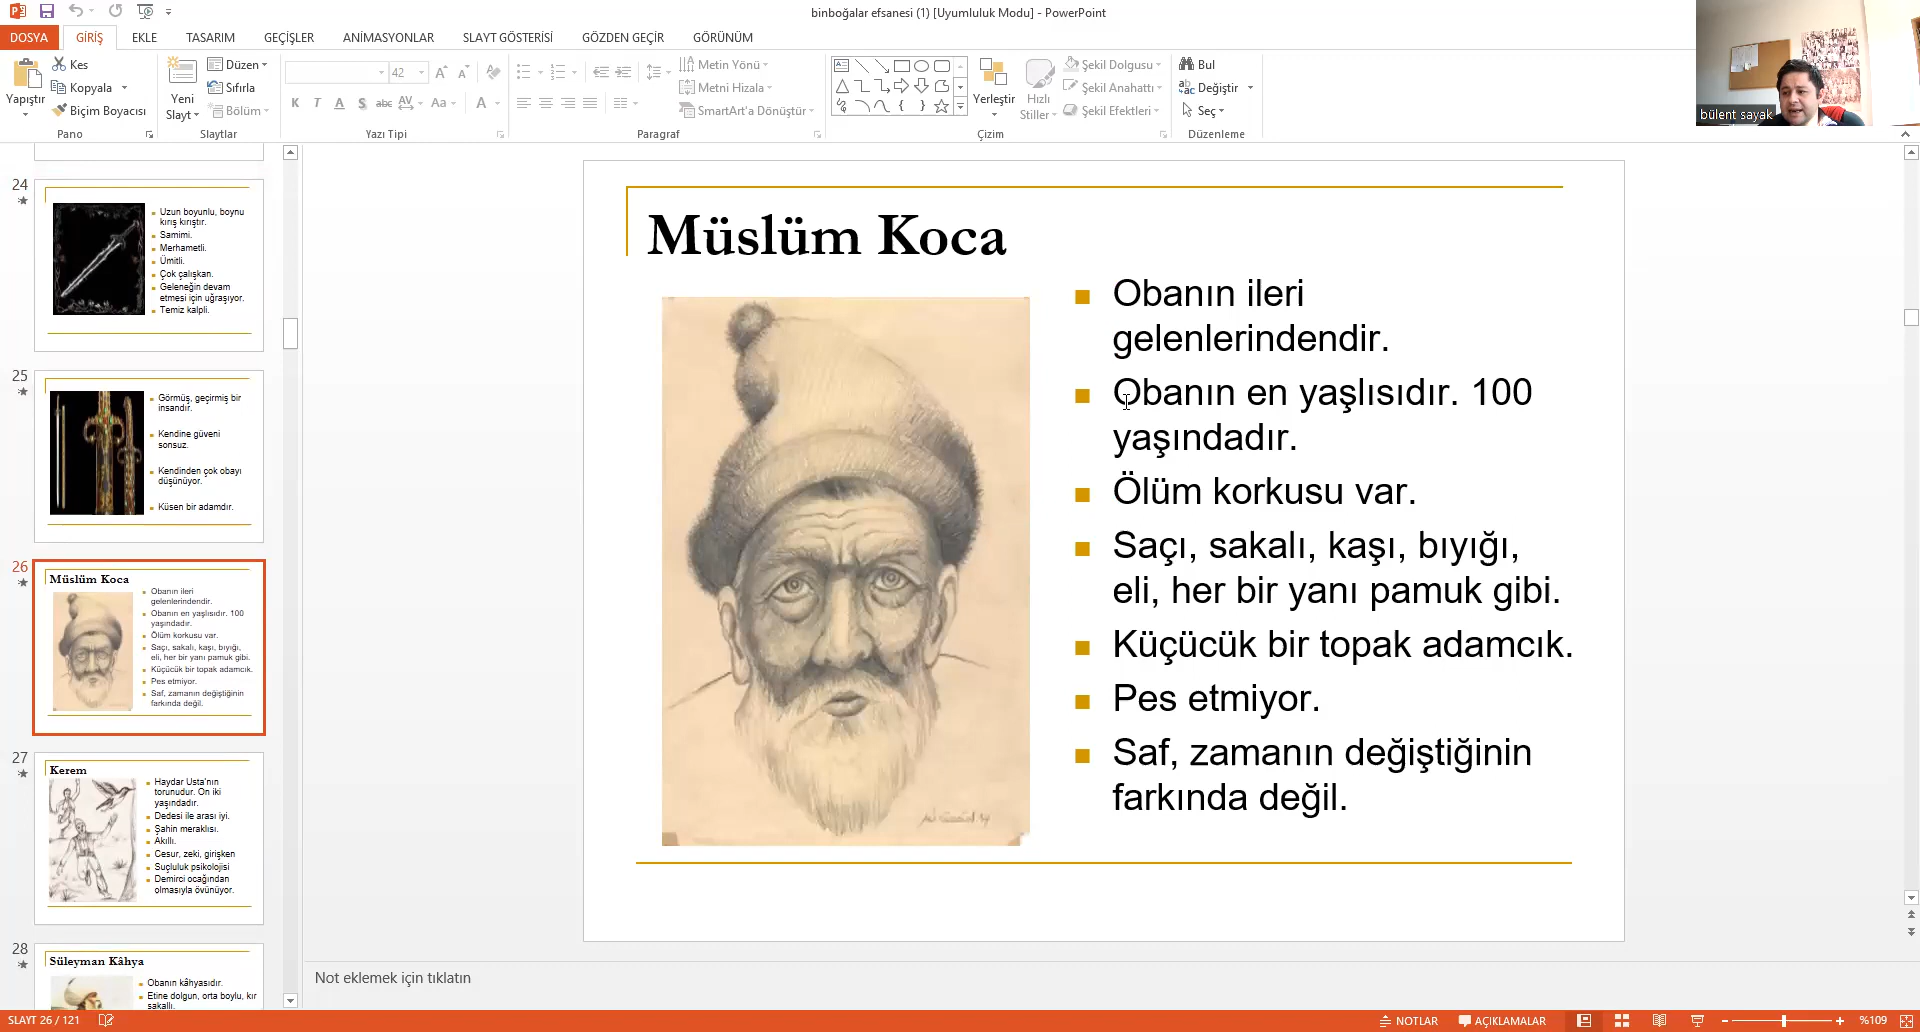 binboğalar efsanesi (1) [Uyumluluk Modu] - PowerPoint
DOSYA GİRİŞ EKLE TASARIM GEÇİŞLER ANİMASYONLAR SLAYT GÖSTERİSİ GÖZDEN GEÇİR GÖRÜNÜM
Yapıştır
Kes
Kopyala
Biçim Boyacısı
Pano
Yeni
Slayt
Düzen
Sıfırla
Bölüm
Slaytlar
42
K T A S abc AV Aa A
Yazı Tipi
Metin Yönü
Metni Hizala
SmartArt'a Dönüştür
Paragraf
Yerleştir
Hızlı
Stiller
Şekil Dolgusu
Şekil Anahattı
Şekil Efektleri
Çizim
Bul
Değiştir
Seç
Düzenleme
bülent sayak
24
Uzun boyunlu, boynu
kırış kırıştır.
Samimi.
Merhametli.
Ümitli.
Çok çalışkan.
Geleneğin devam
etmesi için uğraşıyor.
Temiz kalpli.
25
Görmüş, geçirmiş bir
insandır.
Kendine güveni
sonsuz.
Kendinden çok obayı
düşünüyor.
Küsen bir adamdır.
26
Müslüm Koca
Obanın ileri
gelenlerindendir.
Obanın en yaşlısıdır. 100
yaşındadır.
Ölüm korkusu var.
Saçı, sakalı, kaşı, bıyığı,
eli, her bir yanı pamuk gibi.
Küçücük bir topak adamcık.
Pes etmiyor.
Saf, zamanın değiştiğinin
farkında değil.
27
Kerem
Haydar Usta'nın
torunudur. On iki
yaşındadır.
Dedesi ile arası iyi.
Şahin meraklısı.
Akıllı.
Cesur, zeki, girişken
Suçluluk psikolojisi
Demirci ocağından
olmasıyla övünüyor.
28
Süleyman Kâhya
Obanın kâhyasıdır.
Etine dolgun, orta boylu, kır
sakallı.
Müslüm Koca
Obanın ileri
gelenlerindendir.
Obanın en yaşlısıdır. 100
yaşındadır.
Ölüm korkusu var.
Saçı, sakalı, kaşı, bıyığı,
eli, her bir yanı pamuk gibi.
Küçücük bir topak adamcık.
Pes etmiyor.
Saf, zamanın değiştiğinin
farkında değil.
Not eklemek için tıklatın
SLAYT 26 / 121
NOTLAR
AÇIKLAMALAR
%109